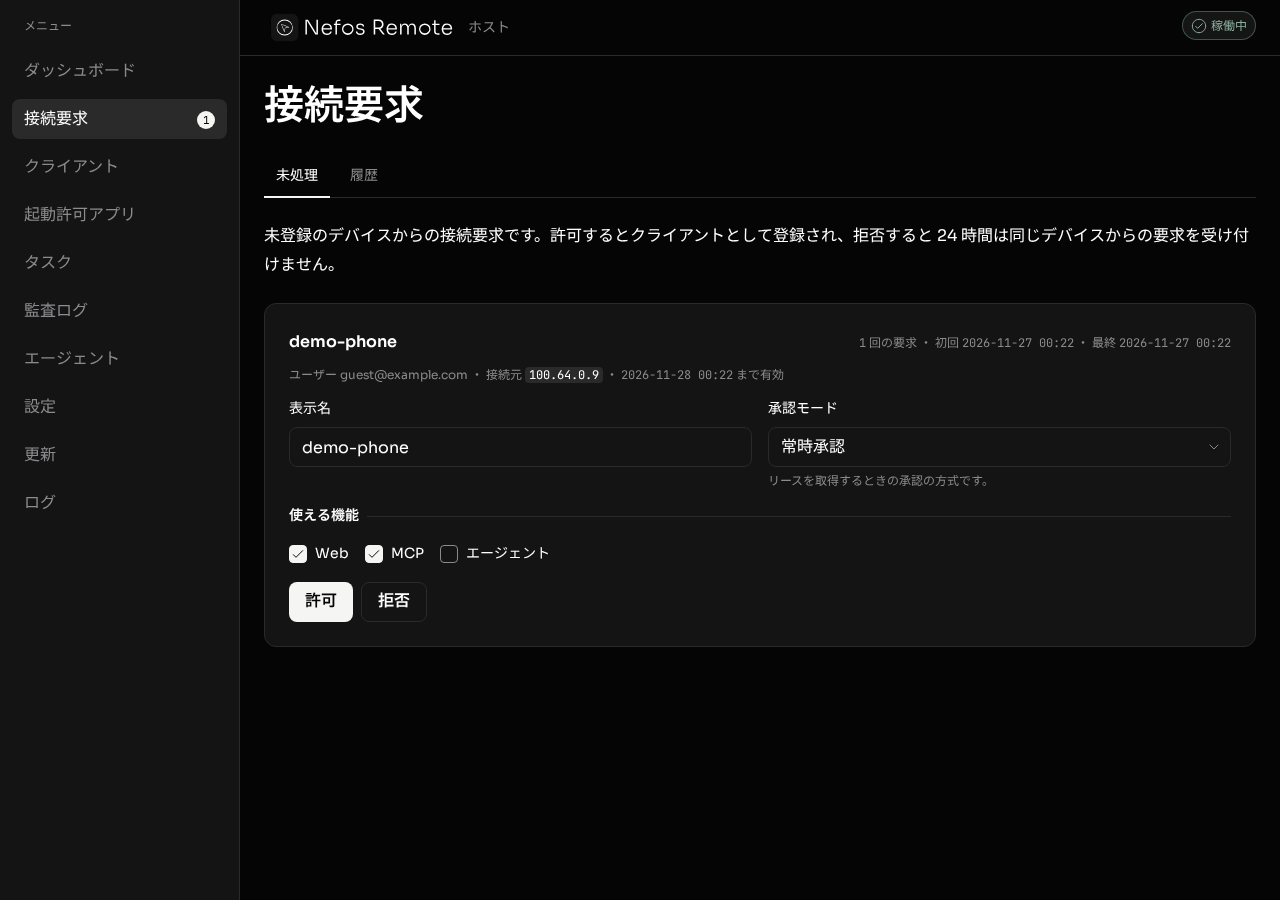 メニュー
ダッシュボード
接続要求 1
クライアント
起動許可アプリ
タスク
監査ログ
エージェント
設定
更新
ログ
Nefos Remote ホスト
稼働中
接続要求
未処理 履歴
未登録のデバイスからの接続要求です。許可するとクライアントとして登録され、拒否すると 24 時間は同じデバイスからの要求を受け付
けません。
demo-phone
1 回の要求 ・ 初回 2026-11-27 00:22 ・ 最終 2026-11-27 00:22
ユーザー guest@example.com ・ 接続元 100.64.0.9 ・ 2026-11-28 00:22 まで有効
表示名
demo-phone
承認モード
常時承認
リースを取得するときの承認の方式です。
使える機能
Web MCP エージェント
許可 拒否